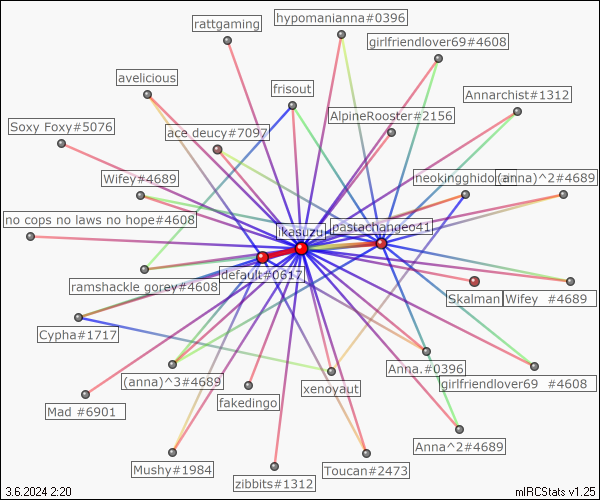 hypomanianna#0396
rattgaming
girlfriendlover69#4608
avelicious
frisout
Annarchist#1312
AlpineRooster#2156
Soxy Foxy#5076
ace deucy#7097
Wifey#4689
neokingghido
(anna)^2#4689
no cops no laws no hope#4608
pastachangeo41
ikasuzu
default#0617
ramshackle gorey#4608
Skalman
Wifey #4689
Cypha#1717
Anna.#0396
(anna)^3#4689
girlfriendlover69 #4608
xenoyaut
fakedingo
Mad #6901
Anna^2#4689
Mushy#1984
Toucan#2473
zibbits#1312
3.6.2024 2:20
mIRCStats v1.25